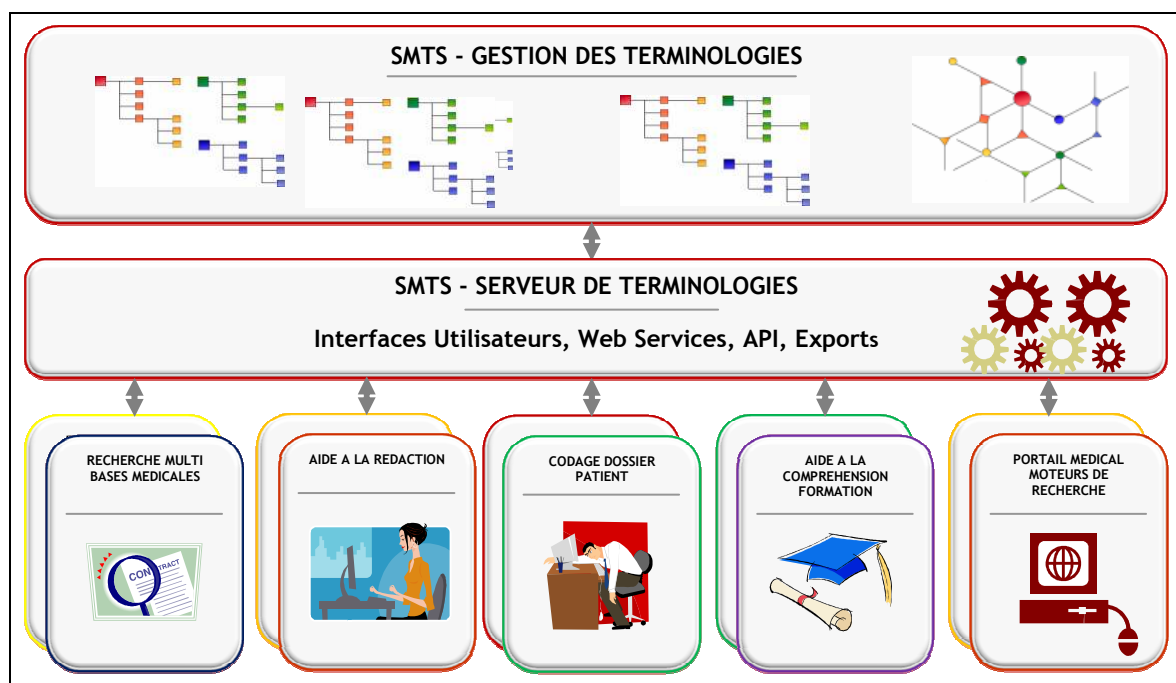 SMTS - GESTION DES TERMINOLOGIES
SMTS - SERVEUR DE TERMINOLOGIES
Interfaces Utilisateurs, Web Services, API, Exports
RECHERCHE MULTI
BASES MEDICALES
CONTRACT
AIDE A LA REDACTION
CODAGE DOSSIER
PATIENT
AIDE A LA
COMPREHENSION
FORMATION
PORTAIL MEDICAL
MOTEURS DE
RECHERCHE